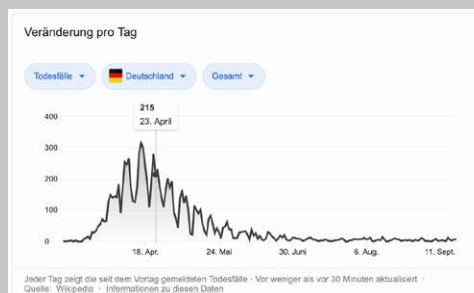 Veränderung pro Tag
Todesfälle Deutschland Gesamt
215
23. April
400
300
200
100
0
18. Apr. 24. Mai 30. Juni 6. Aug. 11. Sept.
Jeder Tag zeigt die seit dem Vortag gemeldeten Todesfälle · Vor weniger als vor 30 Minuten aktualisiert ·
Quelle: Wikipedia · Informationen zu diesen Daten